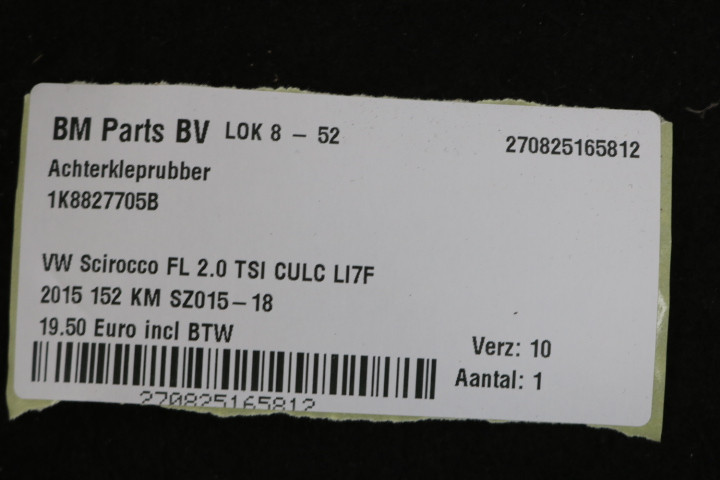 BM Parts BV LOK 8 - 52
270825165812
Achterkleprubber
1K8827705B
VW Scirocco FL 2.0 TSI CULC LI7F
2015 152 KM SZ015-18
19.50 Euro incl BTW
Verz: 10
Aantal: 1
270825165812